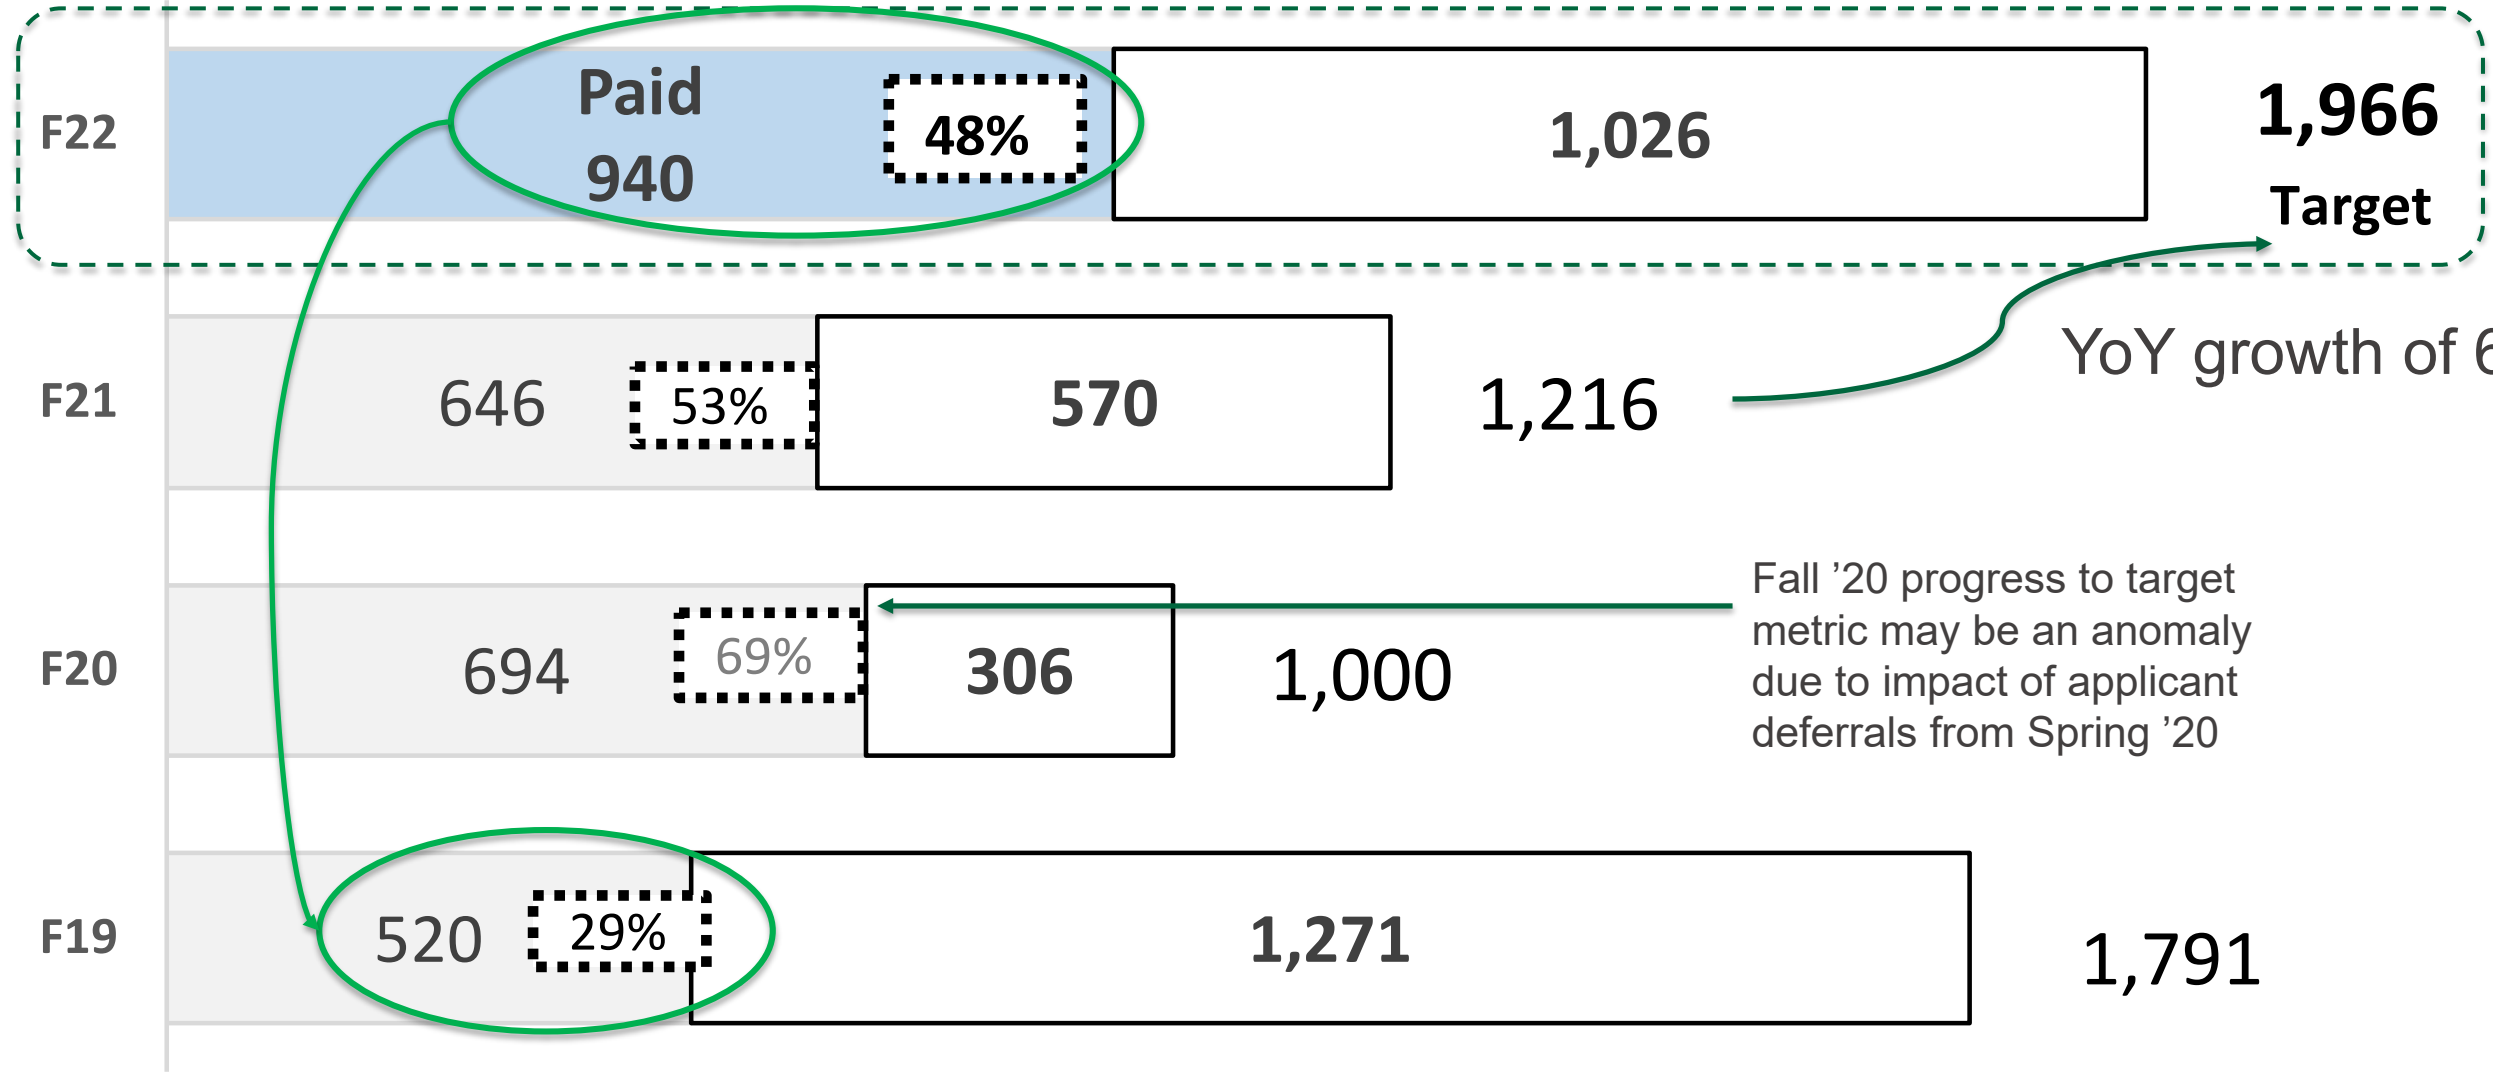 F22
Paid
940
48%
1,026
1,966
Target
F21
646
53%
570
1,216
YoY growth of
F20
694
69%
306
1,000
Fall ’20 progress to target
metric may be an anomaly
due to impact of applicant
deferrals from Spring ’20
F19
520
29%
1,271
1,791